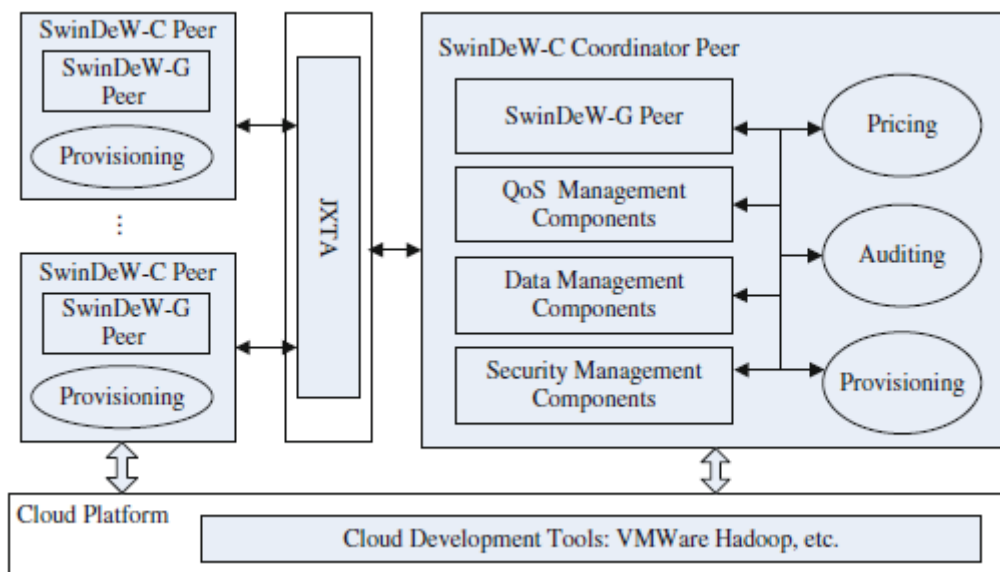 SwinDeW-C Peer
SwinDeW-G
Peer
Provisioning
...
SwinDeW-C Peer
SwinDeW-G
Peer
Provisioning
JXTA
SwinDeW-C Coordinator Peer
SwinDeW-G Peer
QoS Management
Components
Data Management
Components
Security Management
Components
Pricing
Auditing
Provisioning
Cloud Platform
Cloud Development Tools: VMWare Hadoop, etc.